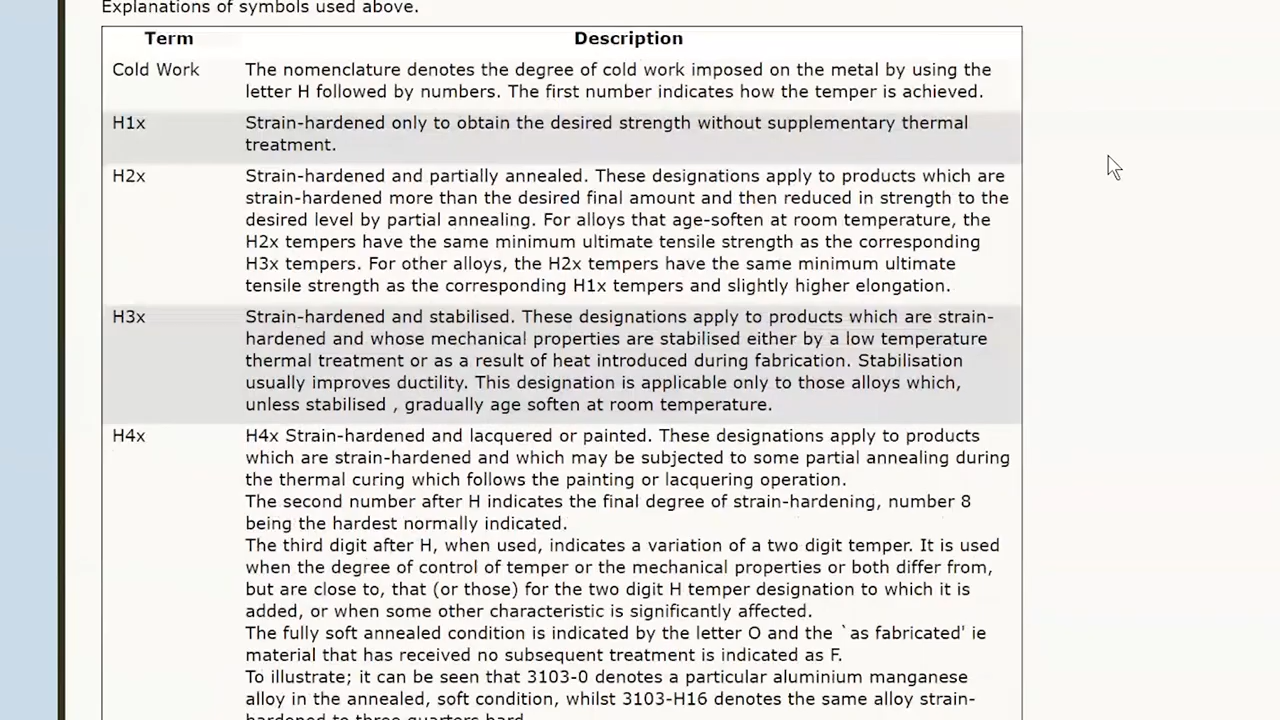 Explanations of symbols used above.
Term Description
Cold Work The nomenclature denotes the degree of cold work imposed on the metal by using the
letter H followed by numbers. The first number indicates how the temper is achieved.
H1x Strain-hardened only to obtain the desired strength without supplementary thermal
treatment.
H2x Strain-hardened and partially annealed. These designations apply to products which are
strain-hardened more than the desired final amount and then reduced in strength to the
desired level by partial annealing. For alloys that age-soften at room temperature, the
H2x tempers have the same minimum ultimate tensile strength as the corresponding
H3x tempers. For other alloys, the H2x tempers have the same minimum ultimate
tensile strength as the corresponding H1x tempers and slightly higher elongation.
H3x Strain-hardened and stabilised. These designations apply to products which are strain-
hardened and whose mechanical properties are stabilised either by a low temperature
thermal treatment or as a result of heat introduced during fabrication. Stabilisation
usually improves ductility. This designation is applicable only to those alloys which,
unless stabilised , gradually age soften at room temperature.
H4x H4x Strain-hardened and lacquered or painted. These designations apply to products
which are strain-hardened and which may be subjected to some partial annealing during
the thermal curing which follows the painting or lacquering operation.
The second number after H indicates the final degree of strain-hardening, number 8
being the hardest normally indicated.
The third digit after H, when used, indicates a variation of a two digit temper. It is used
when the degree of control of temper or the mechanical properties or both differ from,
but are close to, that (or those) for the two digit H temper designation to which it is
added, or when some other characteristic is significantly affected.
The fully soft annealed condition is indicated by the letter O and the `as fabricated' ie
material that has received no subsequent treatment is indicated as F.
To illustrate; it can be seen that 3103-0 denotes a particular aluminium manganese
alloy in the annealed, soft condition, whilst 3103-H16 denotes the same alloy strain-
hardened to three quarters hard.